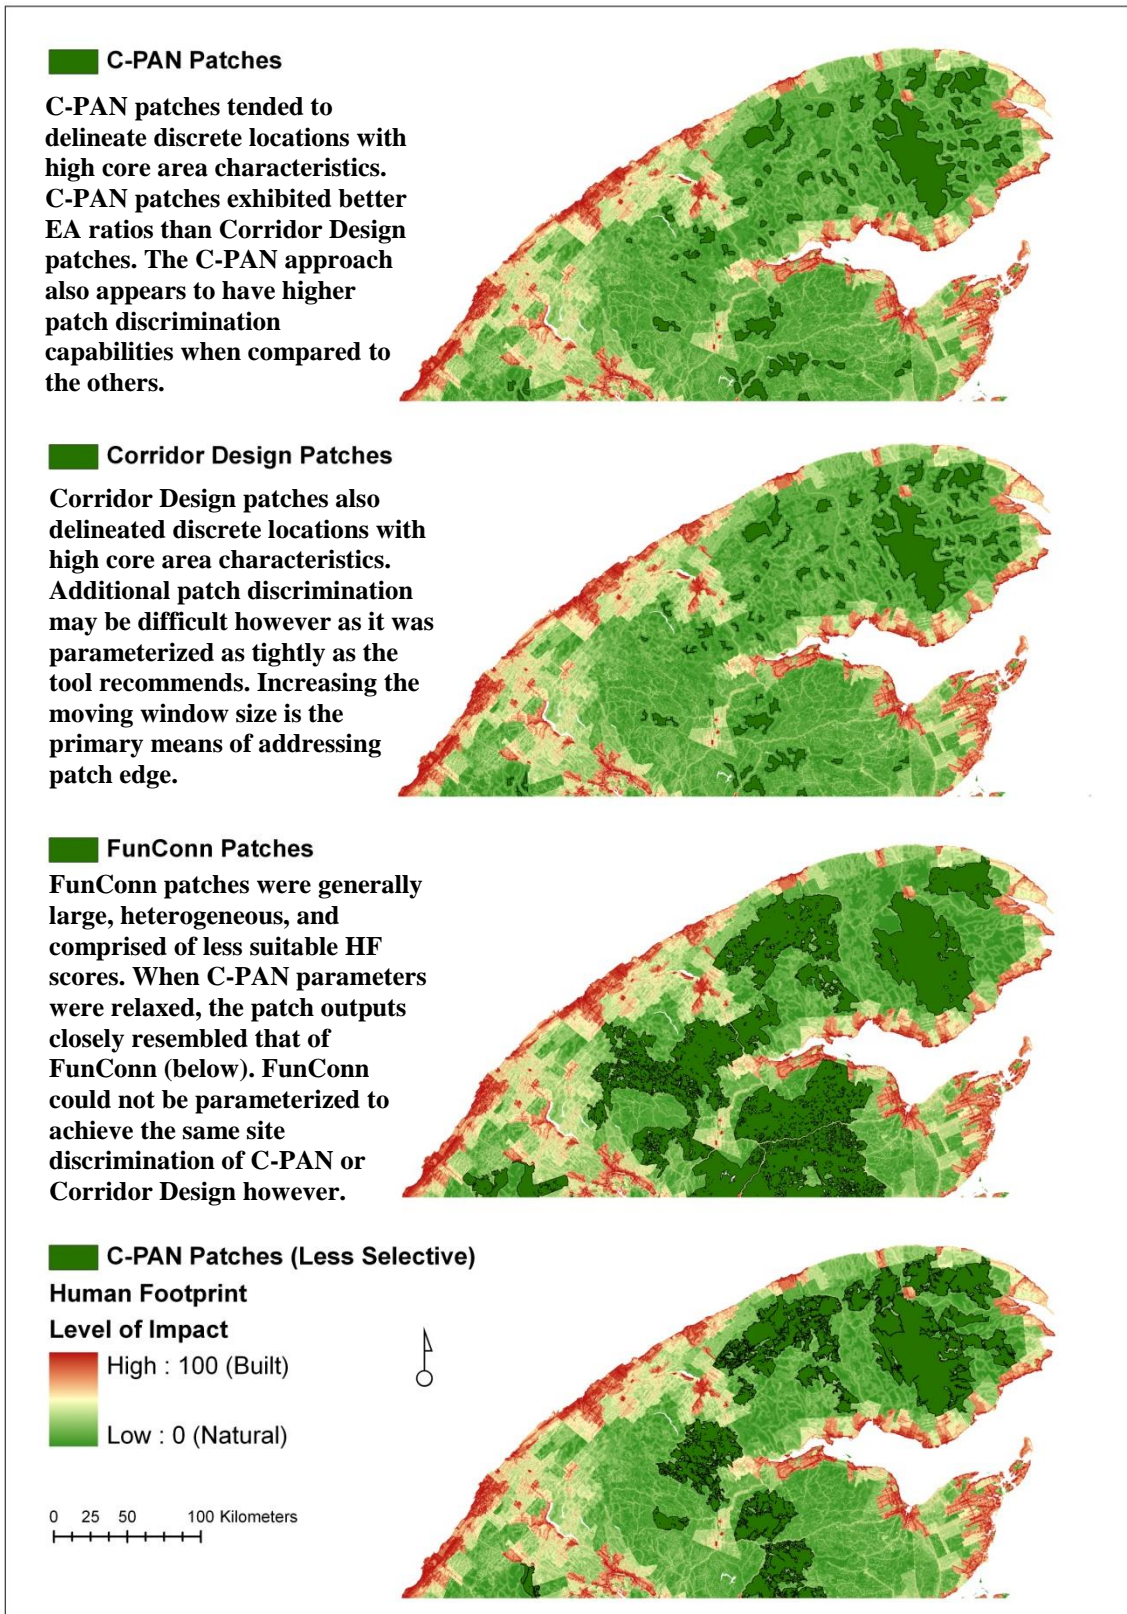 C-PAN Patches
C-PAN patches tended to
delineate discrete locations with
high core area characteristics.
C-PAN patches exhibited better
EA ratios than Corridor Design
patches. The C-PAN approach
also appears to have higher
patch discrimination
capabilities when compared to
the others.
Corridor Design Patches
Corridor Design patches also
delineated discrete locations with
high core area characteristics.
Additional patch discrimination
may be difficult however as it was
parameterized as tightly as the
tool recommends. Increasing the
moving window size is the
primary means of addressing
patch edge.
FunConn Patches
FunConn patches were generally
large, heterogeneous, and
comprised of less suitable HF
scores. When C-PAN parameters
were relaxed, the patch outputs
closely resembled that of
FunConn (below). FunConn
could not be parameterized to
achieve the same site
discrimination of C-PAN or
Corridor Design however.
C-PAN Patches (Less Selective)
Human Footprint
Level of Impact
High : 100 (Built)
Low : 0 (Natural)
0 25 50 100 Kilometers